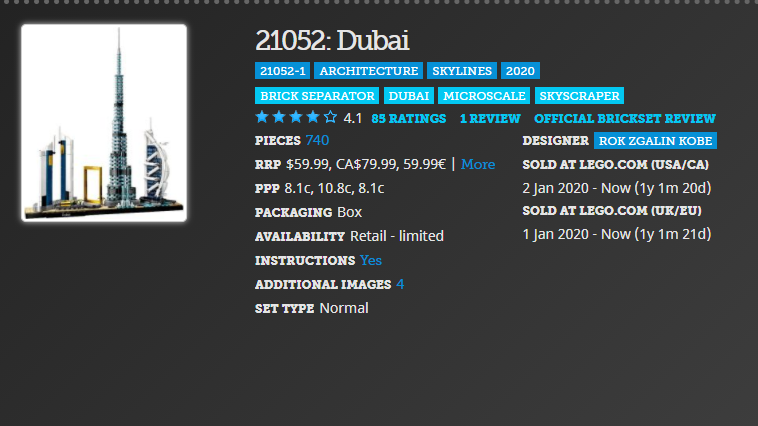 21052: Dubai
21052-1 ARCHITECTURE SKYLINES 2020
BRICK SEPARATOR DUBAI MICROSCALE SKYSCRAPER
4.1 85 RATINGS 1 REVIEW OFFICIAL BRICKSET REVIEW
PIECES 740
RRP $59.99, CA$79.99, 59.99€ | More
PPP 8.1c, 10.8c, 8.1c
PACKAGING Box
AVAILABILITY Retail - limited
INSTRUCTIONS Yes
ADDITIONAL IMAGES 4
SET TYPE Normal
DESIGNER ROK ZGALIN KOBE
SOLD AT LEGO.COM (USA/CA)
2 Jan 2020 - Now (1y 1m 20d)
SOLD AT LEGO.COM (UK/EU)
1 Jan 2020 - Now (1y 1m 21d)